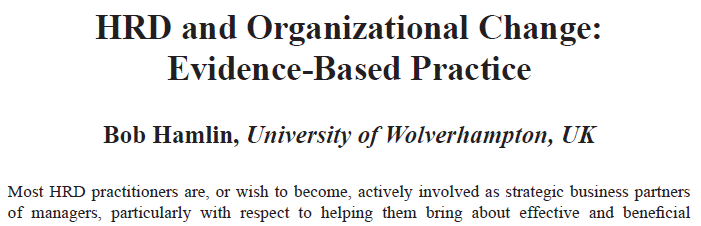 HRD and Organizational Change:
Evidence-Based Practice
Bob Hamlin, University of Wolverhampton, UK
Most HRD practitioners are, or wish to become, actively involved as strategic business partners
of managers, particularly with respect to helping them bring about effective and beneficial